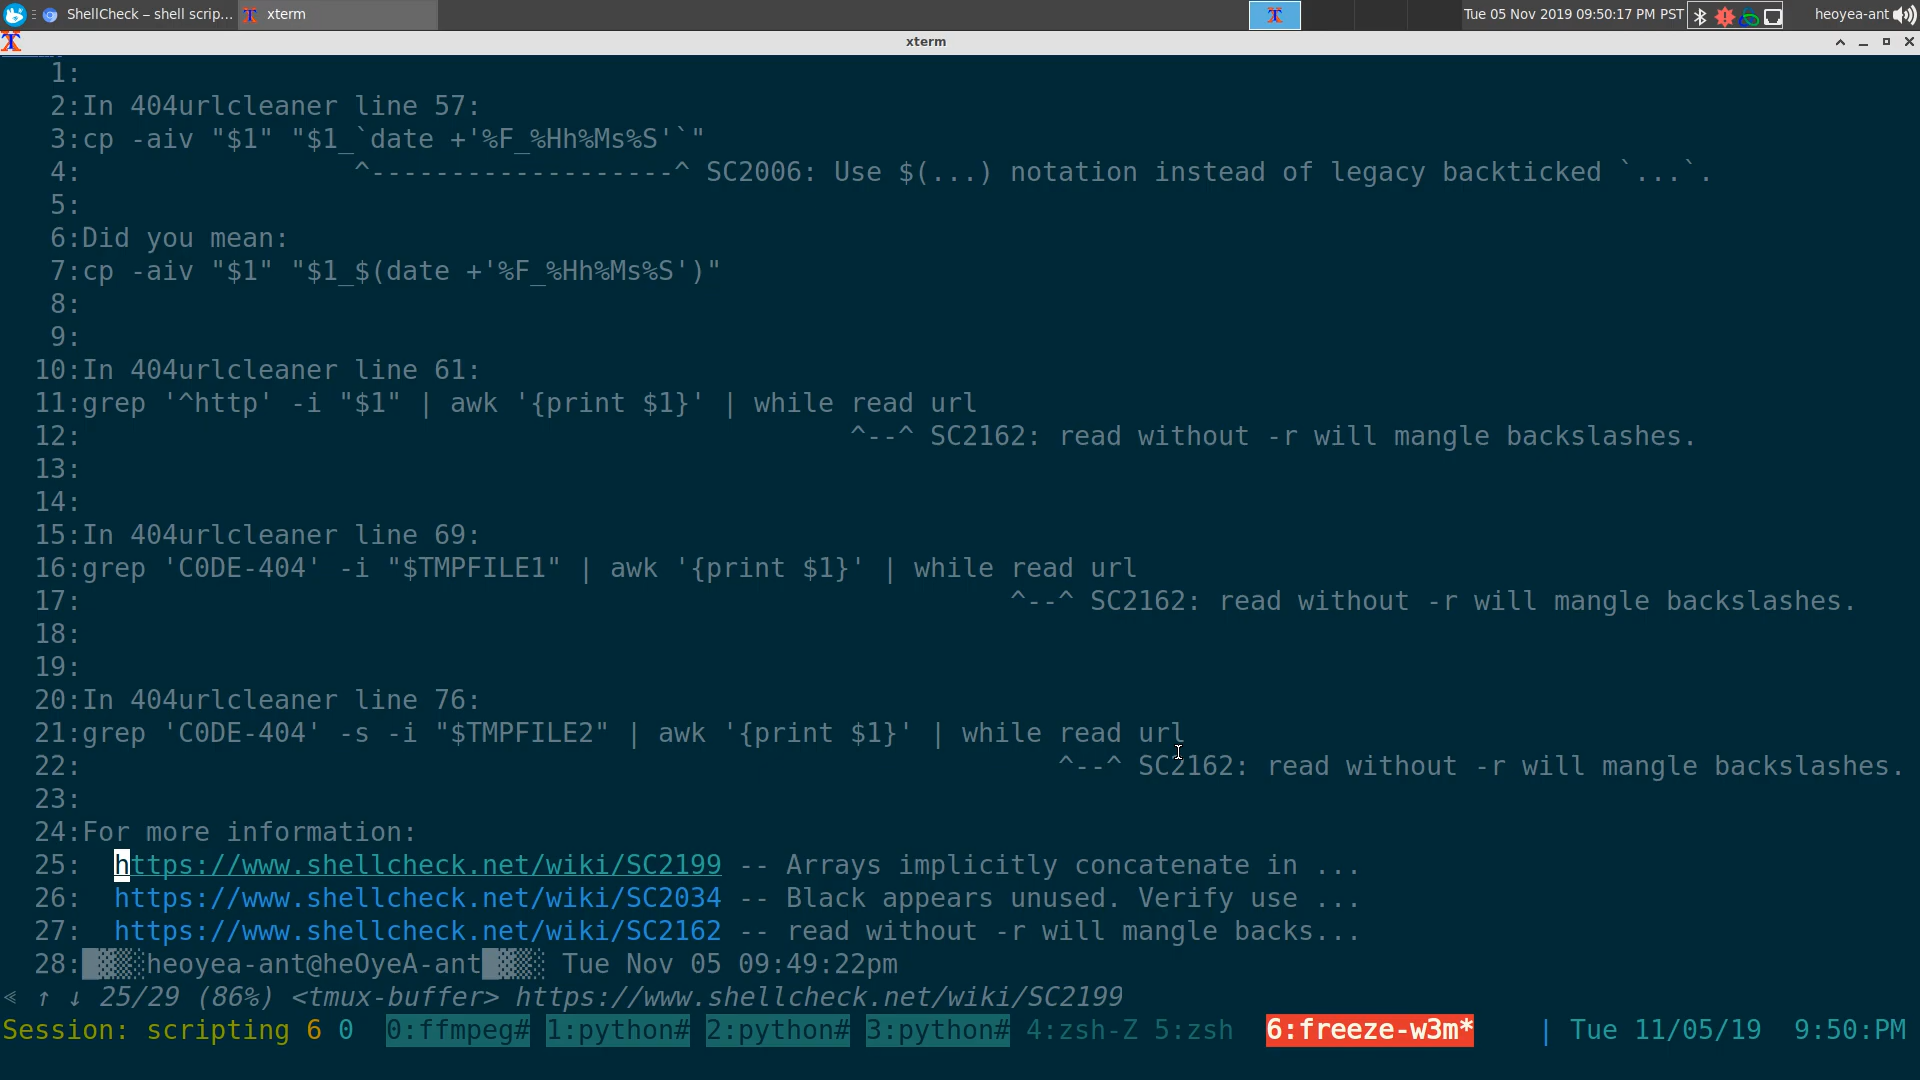 ShellCheck – shell scrip...
xterm
Tue 05 Nov 2019 09:50:17 PM PST
heoyea-ant
xterm
1:
2:In 404urlcleaner line 57:
3:cp -aiv "$1" "$1_`date +'%F_%Hh%Ms%S'`"
4:                 ^-------------------^ SC2006: Use $(...) notation instead of legacy backticked `...`.
5:
6:Did you mean:
7:cp -aiv "$1" "$1_$(date +'%F_%Hh%Ms%S')"
8:
9:
10:In 404urlcleaner line 61:
11:grep '^http' -i "$1" | awk '{print $1}' | while read url
12:                                                ^--^ SC2162: read without -r will mangle backslashes.
13:
14:
15:In 404urlcleaner line 69:
16:grep 'C0DE-404' -i "$TMPFILE1" | awk '{print $1}' | while read url
17:                                                          ^--^ SC2162: read without -r will mangle backslashes.
18:
19:
20:In 404urlcleaner line 76:
21:grep 'C0DE-404' -s -i "$TMPFILE2" | awk '{print $1}' | while read url
22:                                                             ^--^ SC2162: read without -r will mangle backslashes.
23:
24:For more information:
25:  https://www.shellcheck.net/wiki/SC2199 -- Arrays implicitly concatenate in ...
26:  https://www.shellcheck.net/wiki/SC2034 -- Black appears unused. Verify use ...
27:  https://www.shellcheck.net/wiki/SC2162 -- read without -r will mangle backs...
28:█▓▒░heoyea-ant@heOyeA-ant█▓▒░ Tue Nov 05 09:49:22pm
⪡ ↑ ↓ 25/29 (86%) <tmux-buffer> https://www.shellcheck.net/wiki/SC2199
Session: scripting 6 0  0:ffmpeg# 1:python# 2:python# 3:python# 4:zsh-Z 5:zsh  6:freeze-w3m*  | Tue 11/05/19  9:50:PM